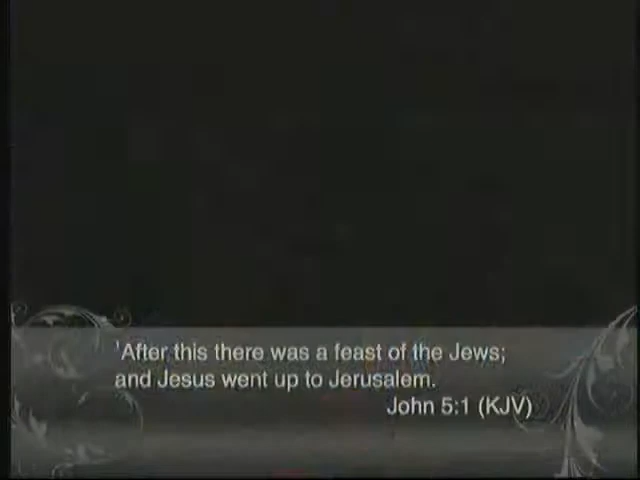 ¹After this there was a feast of the Jews;
and Jesus went up to Jerusalem.
John 5:1 (KJV)